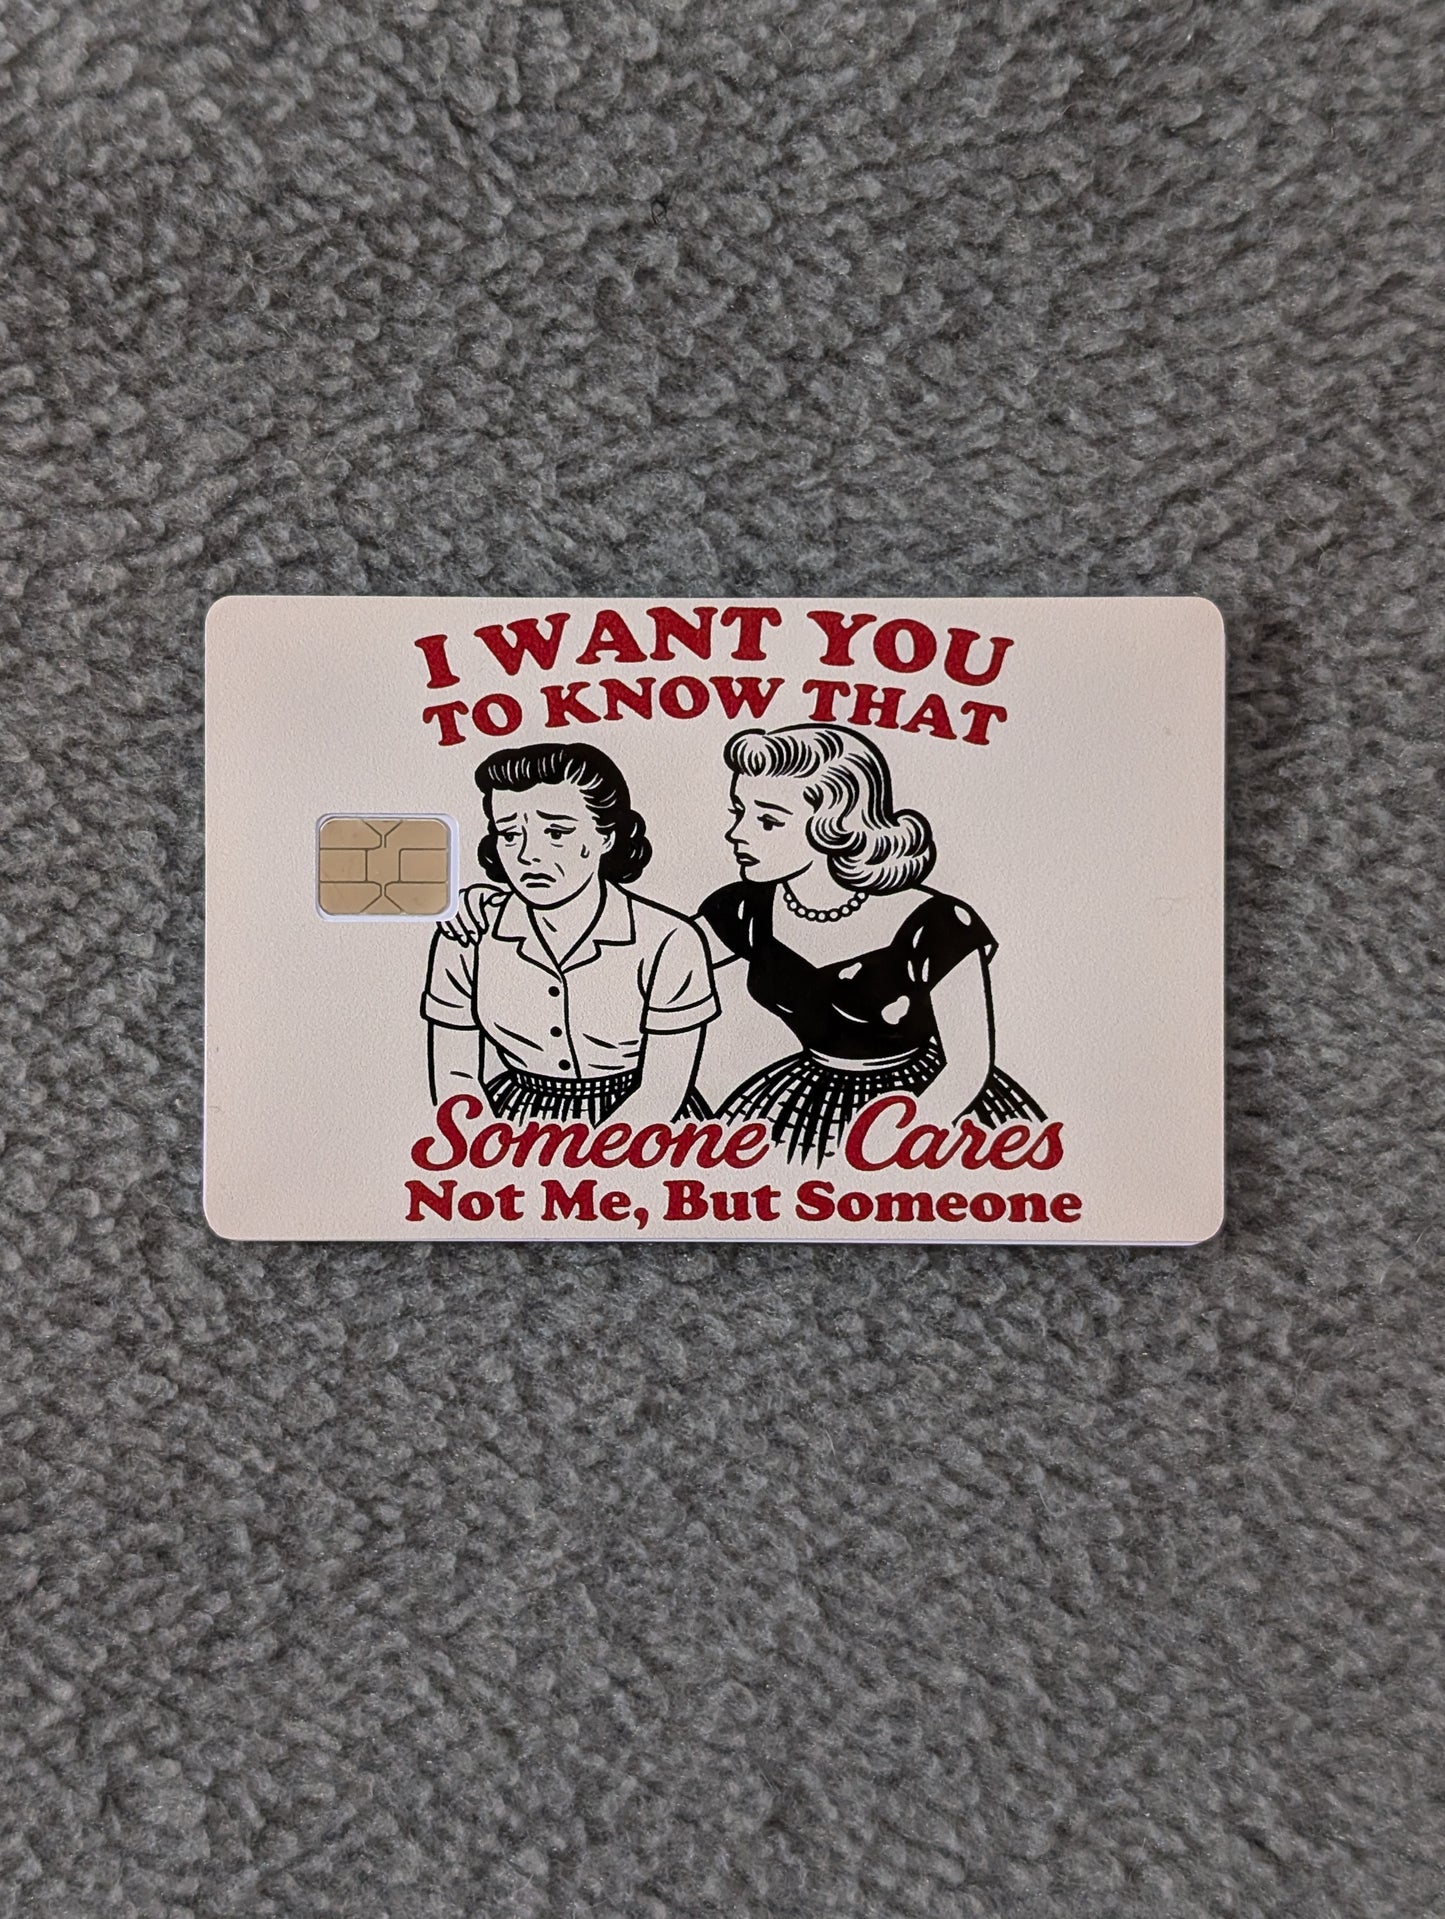 I WANT YOU
TO KNOW THAT
Someone Cares
Not Me, But Someone